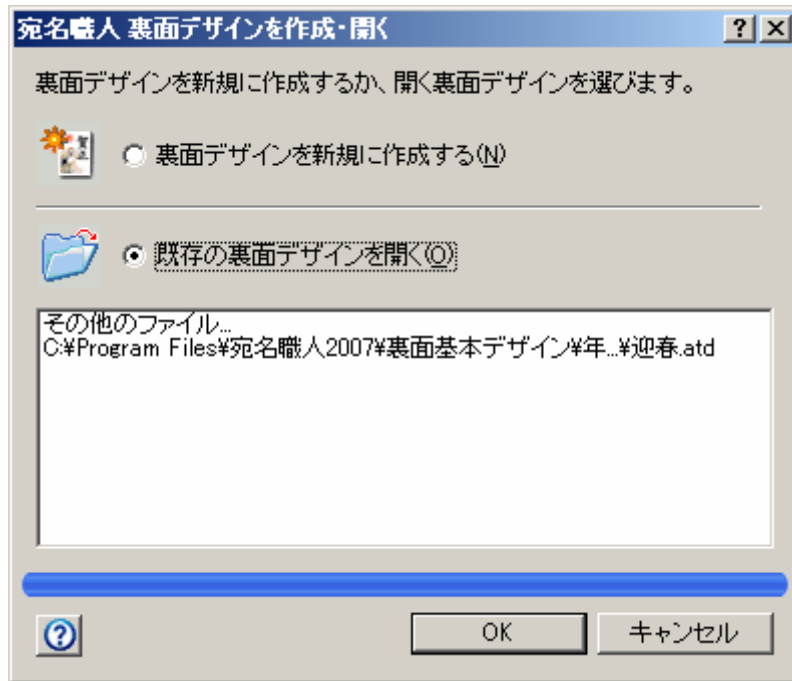 宛名職人 裏面デザインを作成・開く
裏面デザインを新規に作成するか、開く裏面デザインを選びます。
裏面デザインを新規に作成する(N)
既存の裏面デザインを開く(O)
その他のファイル...
C:¥Program Files¥宛名職人2007¥裏面基本デザイン¥年...¥迎春.atd
OK
キャンセル